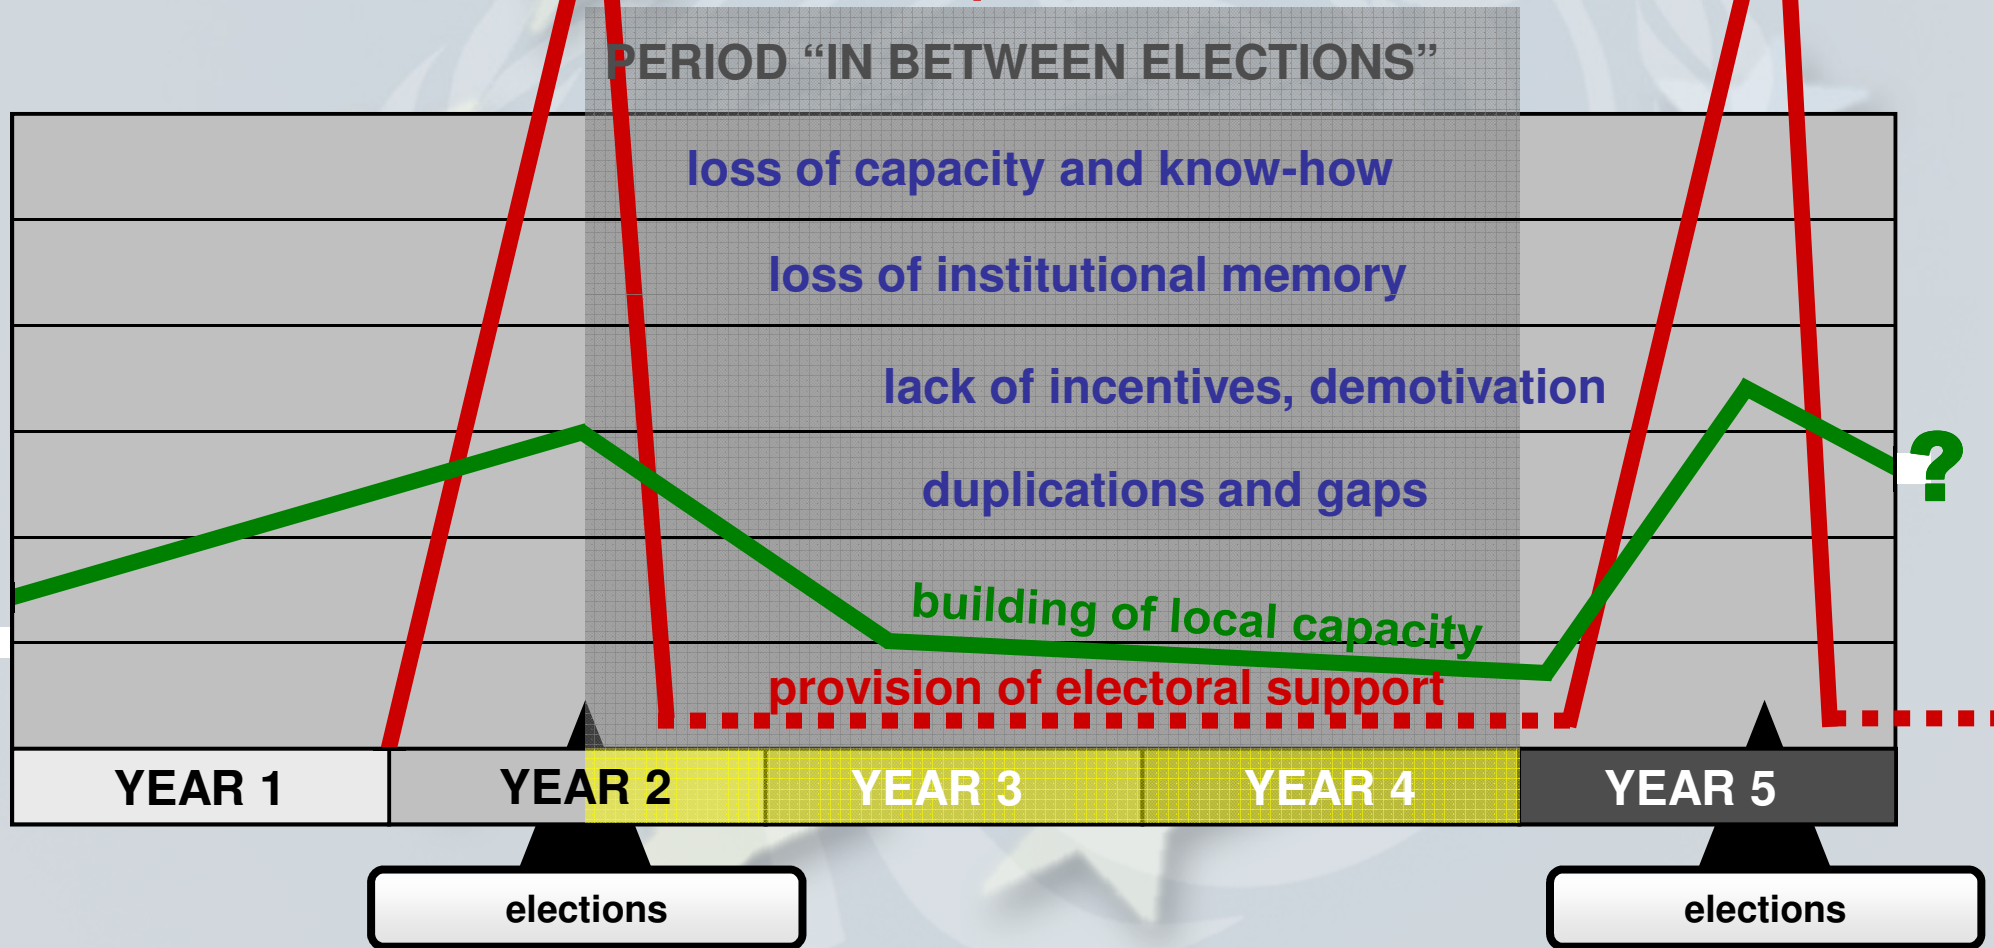 PERIOD “IN BETWEEN ELECTIONS”
loss of capacity and know-how
loss of institutional memory
lack of incentives, demotivation
duplications and gaps
?
building of local capacity
provision of electoral support
YEAR 1
YEAR 2
YEAR 3
YEAR 4
YEAR 5
elections
elections